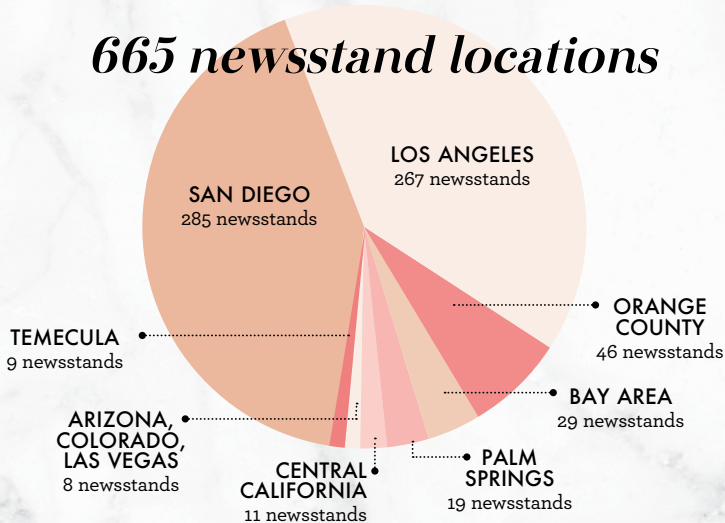 665 newsstand locations
LOS ANGELES
267 newsstands
SAN DIEGO
285 newsstands
ORANGE
COUNTY
46 newsstands
TEMECULA
9 newsstands
BAY AREA
29 newsstands
ARIZONA,
COLORADO,
LAS VEGAS
8 newsstands
PALM
SPRINGS
19 newsstands
CENTRAL
CALIFORNIA
11 newsstands